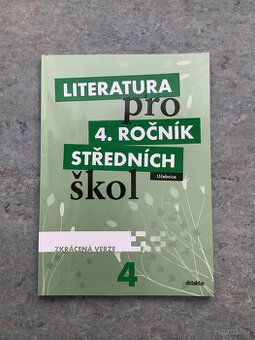 LITERATURA
pro
4. ROČNÍK
STŘEDNÍCH
Učebnice
škol
ZKRÁCENÁ VERZE
4
didaktis